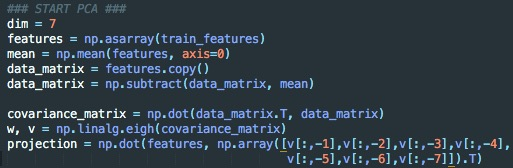 ### START PCA ###
dim = 7
features = np.asarray(train_features)
mean = np.mean(features, axis=0)
data_matrix = features.copy()
data_matrix = np.subtract(data_matrix, mean)
covariance_matrix = np.dot(data_matrix.T, data_matrix)
w, v = np.linalg.eigh(covariance_matrix)
projection = np.dot(features, np.array([v[:,-1],v[:,-2],v[:,-3],v[:,-4],
v[:,-5],v[:,-6],v[:,-7]]).T)